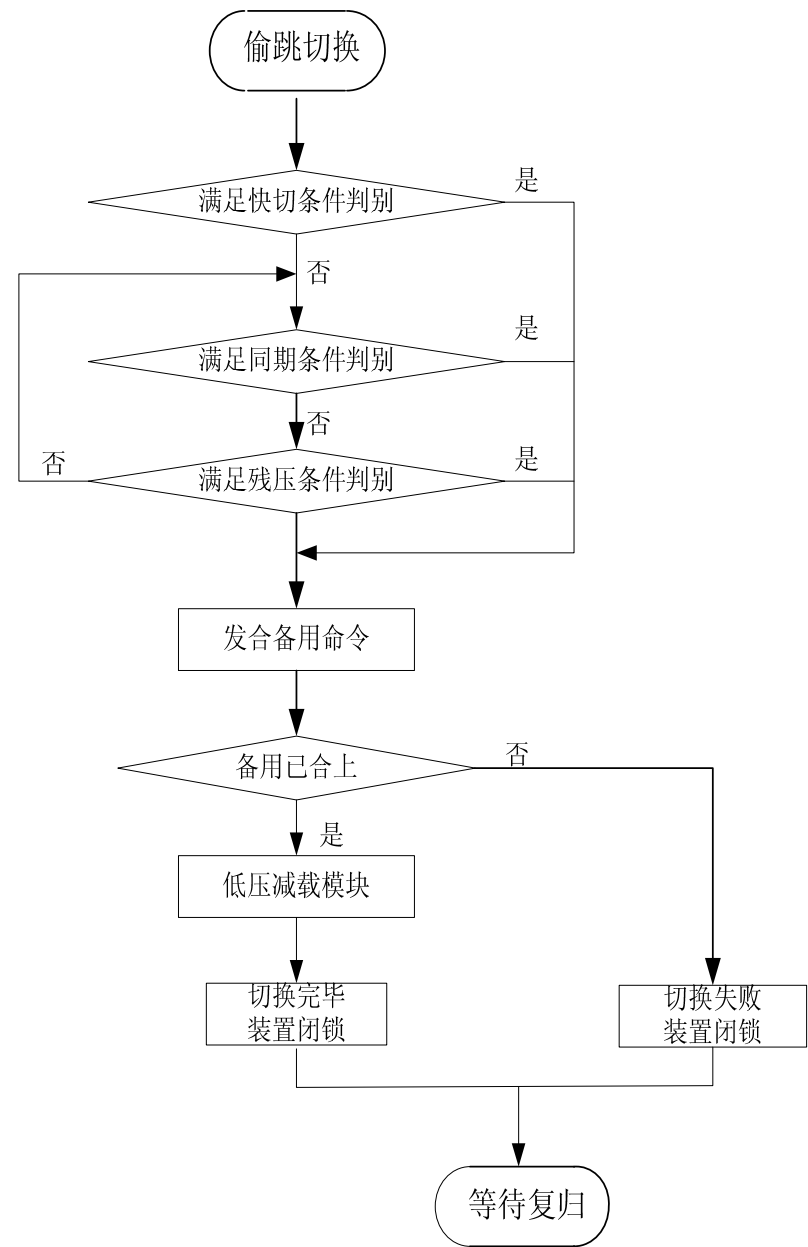 偷跳切换
是
满足快切条件判别
否
是
满足同期条件判别
否
否
是
满足残压条件判别
发合备用命令
否
备用已合上
是
低压减载模块
切换完毕
装置闭锁
切换失败
装置闭锁
等待复归